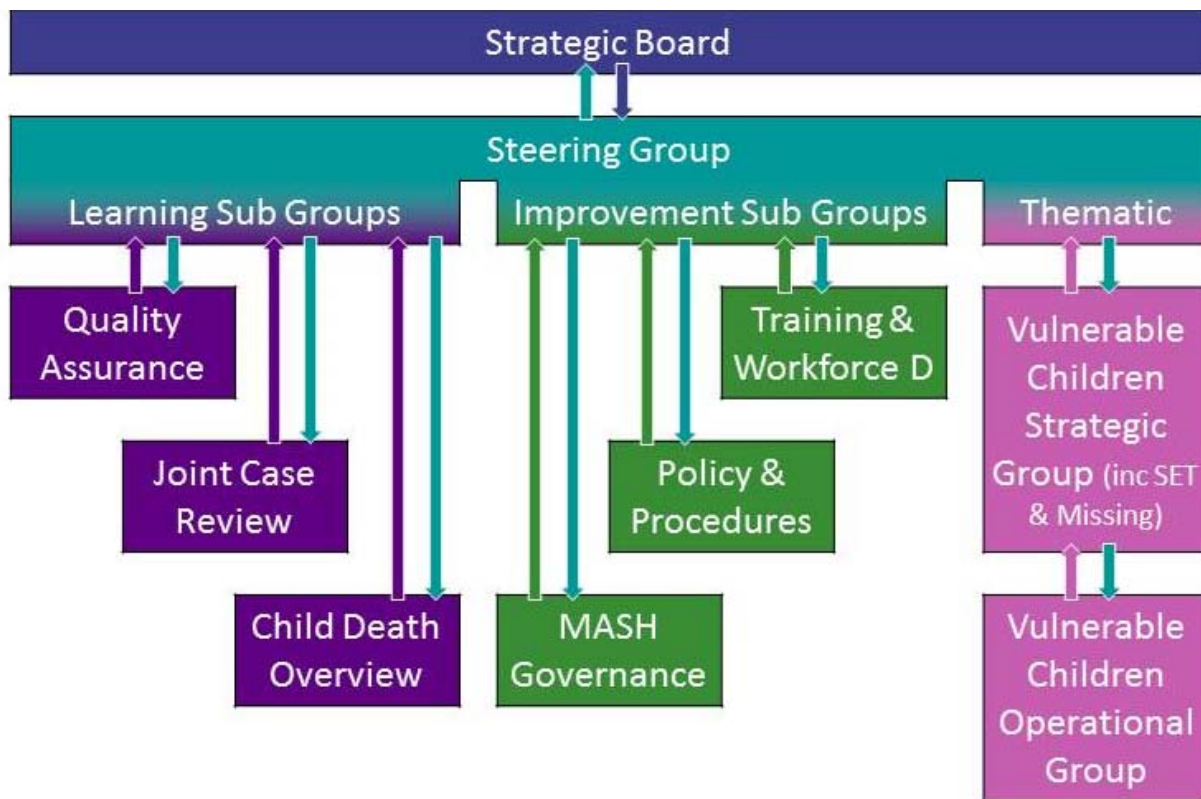 Strategic Board
Steering Group
Learning Sub Groups
Improvement Sub Groups
Thematic
Quality
Assurance
Training &
Workforce D
Vulnerable
Children
Strategic
Group (inc SET
& Missing)
Joint Case
Review
Policy &
Procedures
Child Death
Overview
MASH
Governance
Vulnerable
Children
Operational
Group